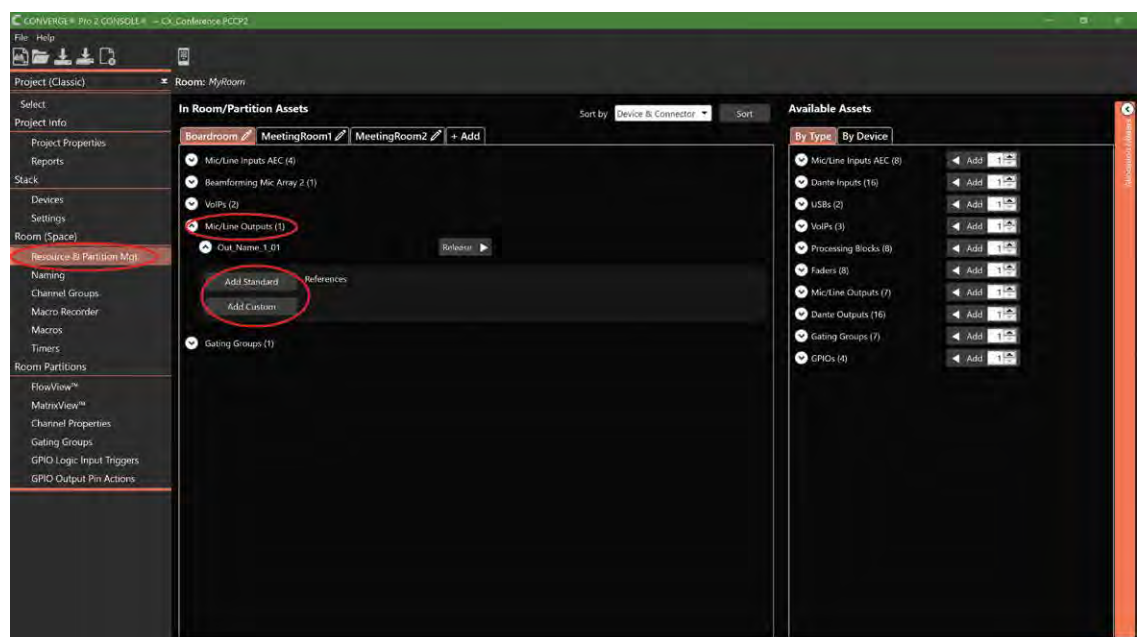 CONVERGE® Pro 2 CONSOLE® - CX_Conference.PCCP2
File Help
Project (Classic)
Room: MyRoom
Select
Project Info
Project Properties
Reports
Stack
Devices
Settings
Room (Space)
Resource & Partition Mgt
Naming
Channel Groups
Macro Recorder
Macros
Timers
Room Partitions
FlowView™
MatrixView™
Channel Properties
Gating Groups
GPIO Logic Input Triggers
GPIO Output Pin Actions
In Room/Partition Assets
Sort by Device & Connector Sort
Boardroom MeetingRoom1 MeetingRoom2 + Add
Mic/Line Inputs AEC (4)
Beamforming Mic Array 2 (1)
VoIPs (2)
Mic/Line Outputs (1)
Out_Name_1_01 Release
Add Standard References
Add Custom
Gating Groups (1)
Available Assets
By Type By Device
Mic/Line Inputs AEC (8) Add 1
Dante Inputs (16) Add 1
USBs (2) Add 1
VoIPs (3) Add 1
Processing Blocks (8) Add 1
Faders (8) Add 1
Mic/Line Outputs (7) Add 1
Dante Outputs (16) Add 1
Gating Groups (7) Add 1
GPIOs (4) Add 1